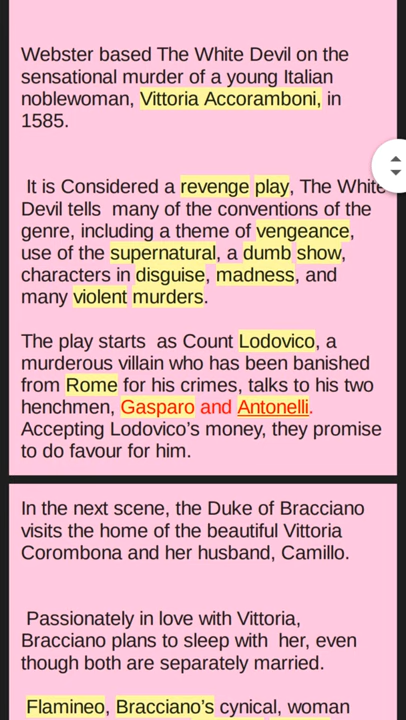 Webster based The White Devil on the
sensational murder of a young Italian
noblewoman, Vittoria Accoramboni, in
1585.
It is Considered a revenge play, The White
Devil tells  many of the conventions of the
genre, including a theme of vengeance,
use of the supernatural, a dumb show,
characters in disguise, madness, and
many violent murders.
The play starts  as Count Lodovico, a
murderous villain who has been banished
from Rome for his crimes, talks to his two
henchmen, Gasparo and Antonelli.
Accepting Lodovico’s money, they promise
to do favour for him.
In the next scene, the Duke of Bracciano
visits the home of the beautiful Vittoria
Corombona and her husband, Camillo.
Passionately in love with Vittoria,
Bracciano plans to sleep with  her, even
though both are separately married.
Flamineo, Bracciano’s cynical, woman